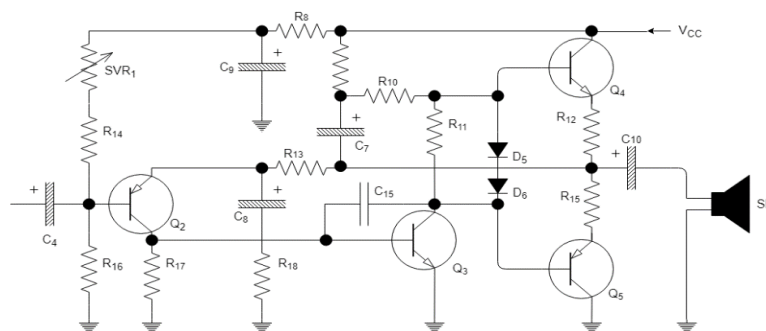 R8
VCC
SVR1
C9
+
Q4
R10
R14
R11
R12
+
C7
C10
+
R13
D5
+
D6
C15
R15
+
C4
Q2
C8
R16
R17
R18
Q3
Q5